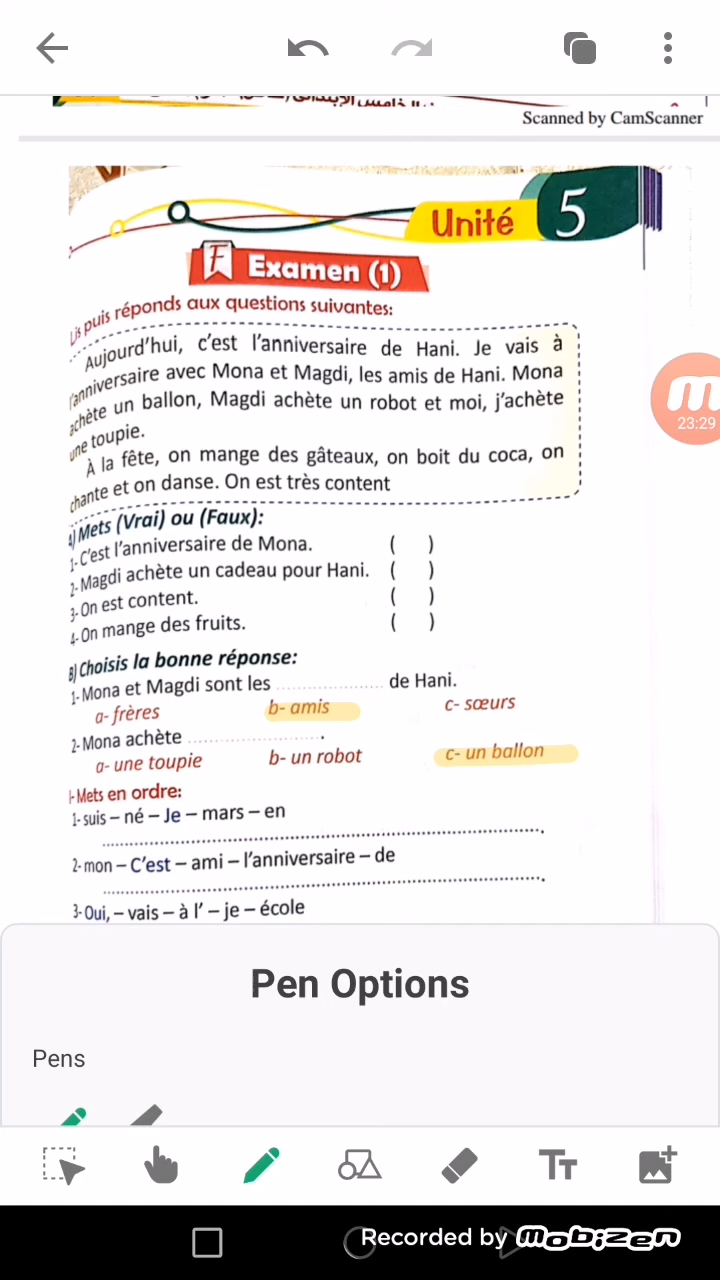 Scanned by CamScanner
Unité 5
Examen (1)
Lis puis réponds aux questions suivantes:
Aujourd'hui, c'est l'anniversaire de Hani. Je vais à
l'anniversaire avec Mona et Magdi, les amis de Hani. Mona
achète un ballon, Magdi achète un robot et moi, j'achète
une toupie.
À la fête, on mange des gâteaux, on boit du coca, on
chante et on danse. On est très content
A) Mets (Vrai) ou (Faux):
1- C'est l'anniversaire de Mona. ( )
2- Magdi achète un cadeau pour Hani. ( )
3- On est content. ( )
4- On mange des fruits. ( )
B) Choisis la bonne réponse:
1- Mona et Magdi sont les .................... de Hani.
a- frères b- amis c- sœurs
2- Mona achète .........................
a- une toupie b- un robot c- un ballon
I- Mets en ordre:
1- suis – né – Je – mars – en
2- mon – C'est – ami – l'anniversaire – de
3- Oui, – vais – à l' – je – école
23:29
Pen Options
Pens
TT
Recorded by Mobizen